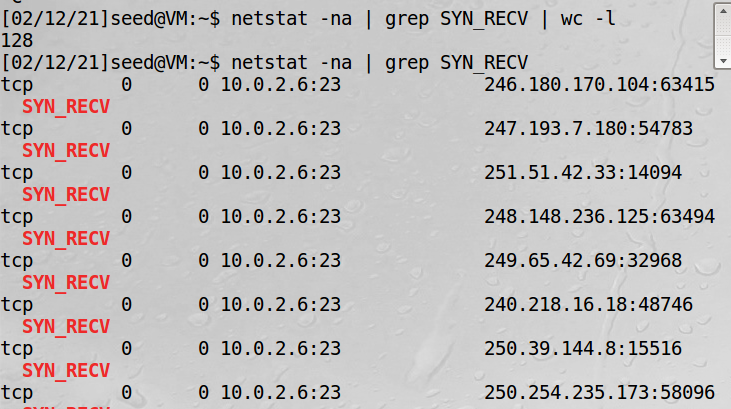 [02/12/21]seed@VM:~$ netstat -na | grep SYN_RECV | wc -l
128
[02/12/21]seed@VM:~$ netstat -na | grep SYN_RECV
tcp 0 0 10.0.2.6:23 246.180.170.104:63415
SYN_RECV
tcp 0 0 10.0.2.6:23 247.193.7.180:54783
SYN_RECV
tcp 0 0 10.0.2.6:23 251.51.42.33:14094
SYN_RECV
tcp 0 0 10.0.2.6:23 248.148.236.125:63494
SYN_RECV
tcp 0 0 10.0.2.6:23 249.65.42.69:32968
SYN_RECV
tcp 0 0 10.0.2.6:23 240.218.16.18:48746
SYN_RECV
tcp 0 0 10.0.2.6:23 250.39.144.8:15516
SYN_RECV
tcp 0 0 10.0.2.6:23 250.254.235.173:58096
SYN_RECV